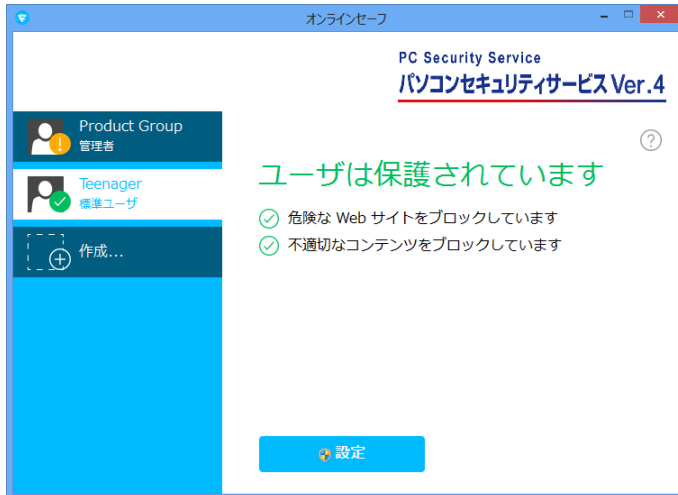 オンラインセーフ
PC Security Service
パソコンセキュリティサービス Ver.4
Product Group
管理者
Teenager
標準ユーザ
作成...
?
ユーザは保護されています
危険な Web サイトをブロックしています
不適切なコンテンツをブロックしています
設定